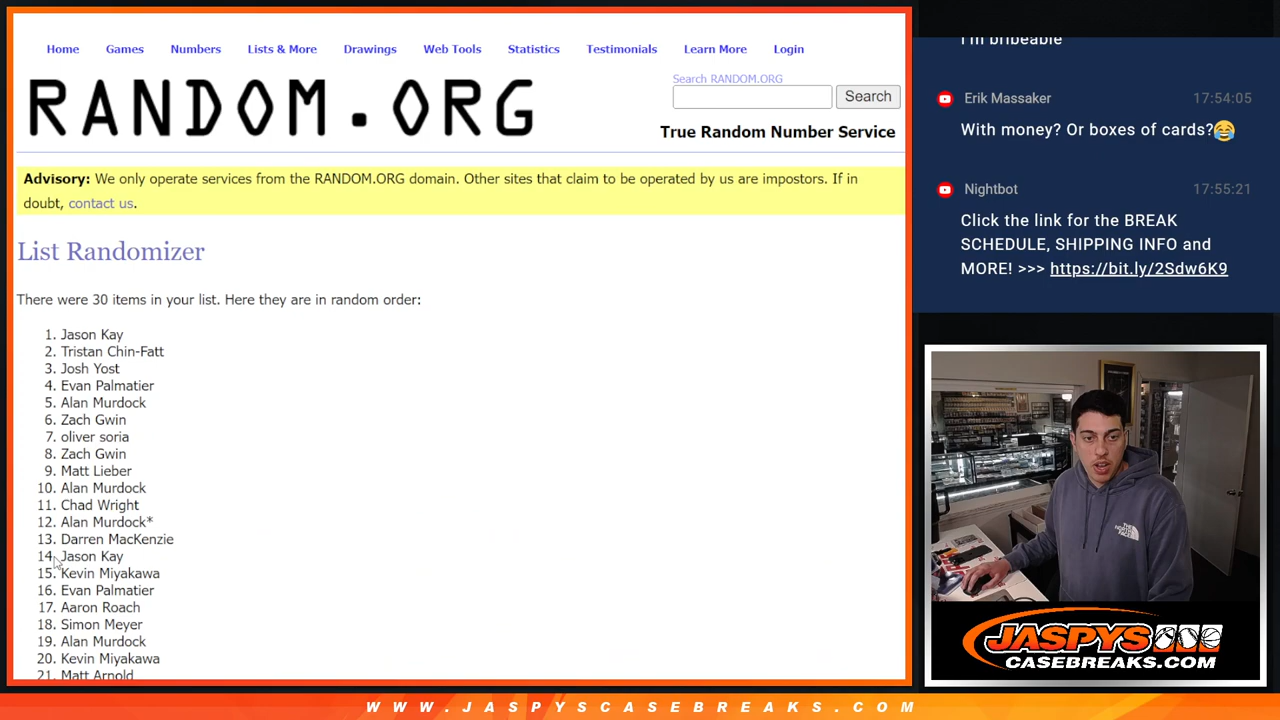 Home Games Numbers Lists & More Drawings Web Tools Statistics Testimonials Learn More Login
RANDOM.ORG
Search RANDOM.ORG
Search
True Random Number Service
Advisory: We only operate services from the RANDOM.ORG domain. Other sites that claim to be operated by us are impostors. If in
doubt, contact us.
List Randomizer
There were 30 items in your list. Here they are in random order:
1. Jason Kay
2. Tristan Chin-Fatt
3. Josh Yost
4. Evan Palmatier
5. Alan Murdock
6. Zach Gwin
7. oliver soria
8. Zach Gwin
9. Matt Lieber
10. Alan Murdock
11. Chad Wright
12. Alan Murdock*
13. Darren MacKenzie
14. Jason Kay
15. Kevin Miyakawa
16. Evan Palmatier
17. Aaron Roach
18. Simon Meyer
19. Alan Murdock
20. Kevin Miyakawa
21. Matt Arnold
I'm bribeable
Erik Massaker 17:54:05
With money? Or boxes of cards?😂
Nightbot 17:55:21
Click the link for the BREAK
SCHEDULE, SHIPPING INFO and
MORE! >>> https://bit.ly/2Sdw6K9
THE NORTH FACE
JASPYS
CASEBREAKS.COM
WWW.JASPYSCASEBREAKS.COM